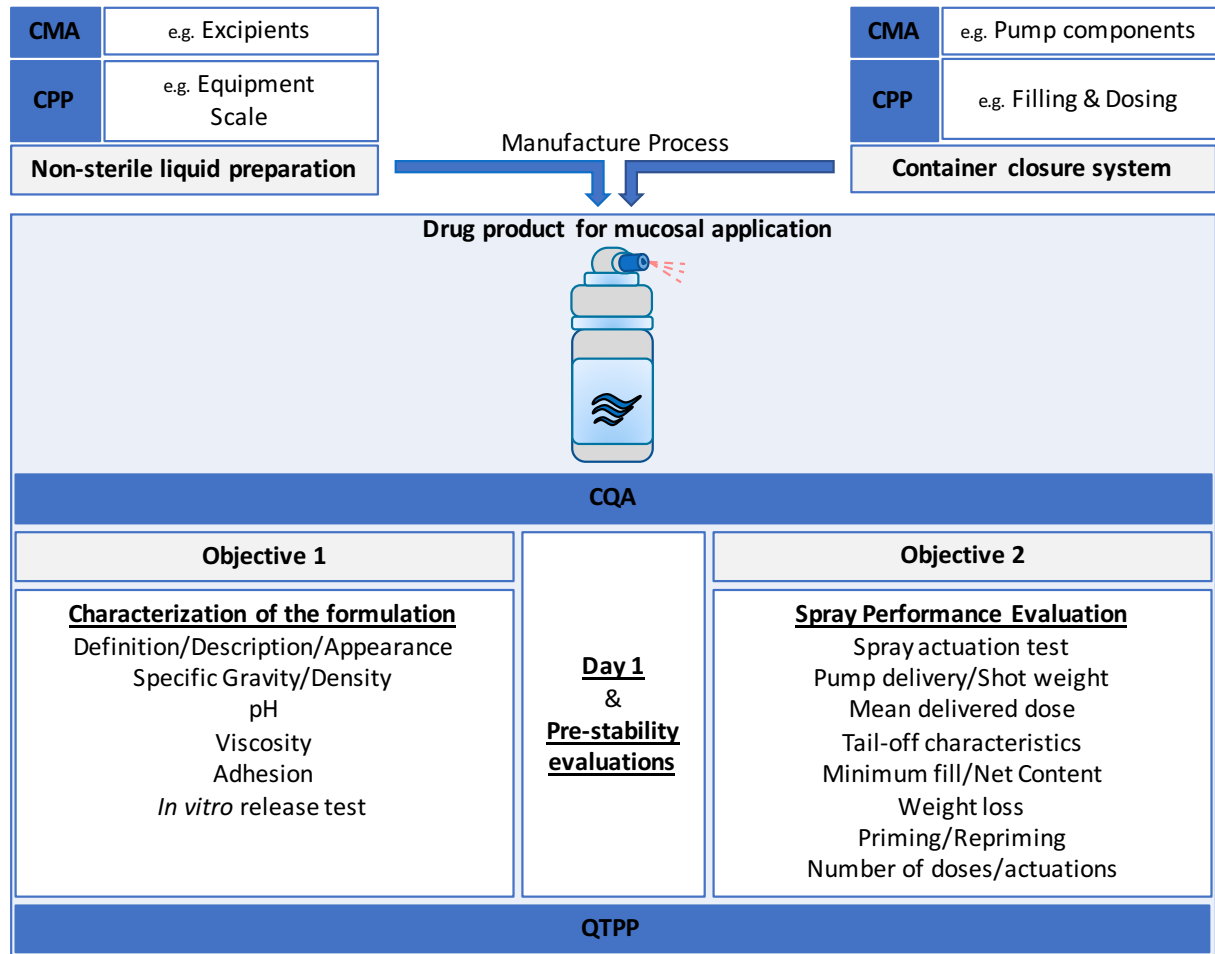 CMA
e.g. Excipients
CPP
e.g. Equipment
Scale
Non-sterile liquid preparation
Manufacture Process
CMA
e.g. Pump components
CPP
e.g. Filling & Dosing
Container closure system
Drug product for mucosal application
CQA
Objective 1
Characterization of the formulation
Definition/Description/Appearance
Specific Gravity/Density
pH
Viscosity
Adhesion
In vitro release test
Day 1
&
Pre-stability
evaluations
Objective 2
Spray Performance Evaluation
Spray actuation test
Pump delivery/Shot weight
Mean delivered dose
Tail-off characteristics
Minimum fill/Net Content
Weight loss
Priming/Repriming
Number of doses/actuations
QTPP